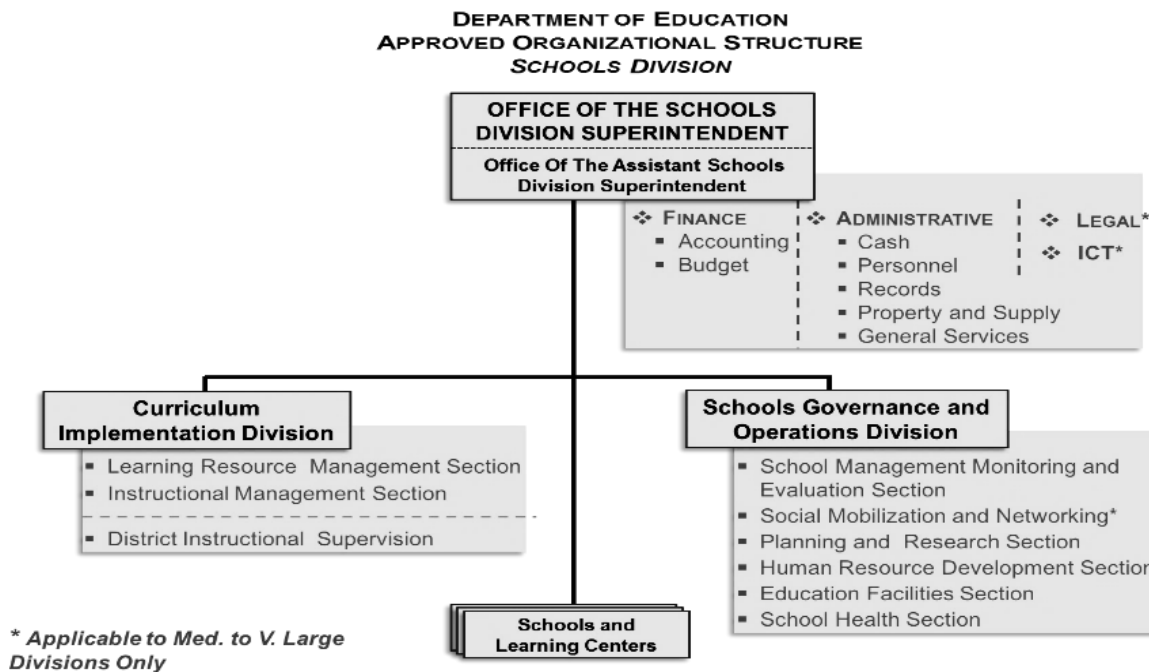 DEPARTMENT OF EDUCATION
APPROVED ORGANIZATIONAL STRUCTURE
SCHOOLS DIVISION
OFFICE OF THE SCHOOLS
DIVISION SUPERINTENDENT
Office Of The Assistant Schools
Division Superintendent
❖ FINANCE
▪ Accounting
▪ Budget
❖ ADMINISTRATIVE
▪ Cash
▪ Personnel
▪ Records
▪ Property and Supply
▪ General Services
❖ LEGAL*
❖ ICT*
Curriculum
Implementation Division
▪ Learning Resource Management Section
▪ Instructional Management Section
▪ District Instructional Supervision
Schools Governance and
Operations Division
▪ School Management Monitoring and
Evaluation Section
▪ Social Mobilization and Networking*
▪ Planning and Research Section
▪ Human Resource Development Section
▪ Education Facilities Section
▪ School Health Section
Schools and
Learning Centers
* Applicable to Med. to V. Large
Divisions Only